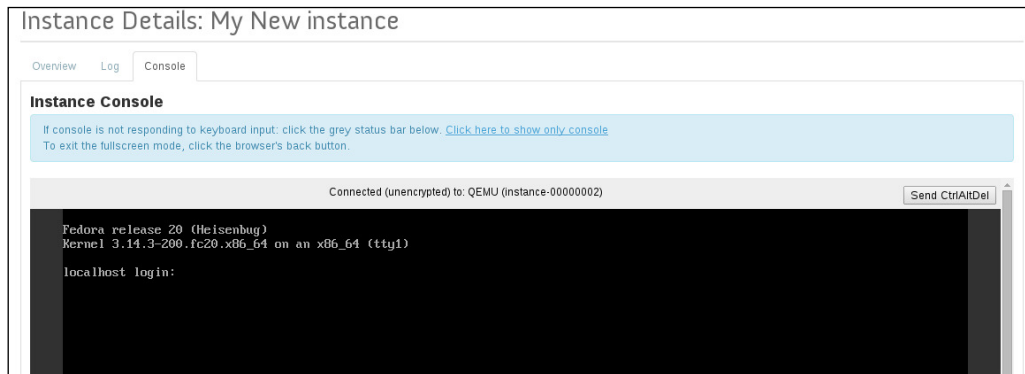 Instance Details: My New instance
Overview Log Console
Instance Console
If console is not responding to keyboard input: click the grey status bar below. Click here to show only console
To exit the fullscreen mode, click the browser's back button.
Connected (unencrypted) to: QEMU (instance-00000002)
Send CtrlAltDel
Fedora release 20 (Heisenbug)
Kernel 3.14.3-200.fc20.x86_64 on an x86_64 (tty1)
localhost login: